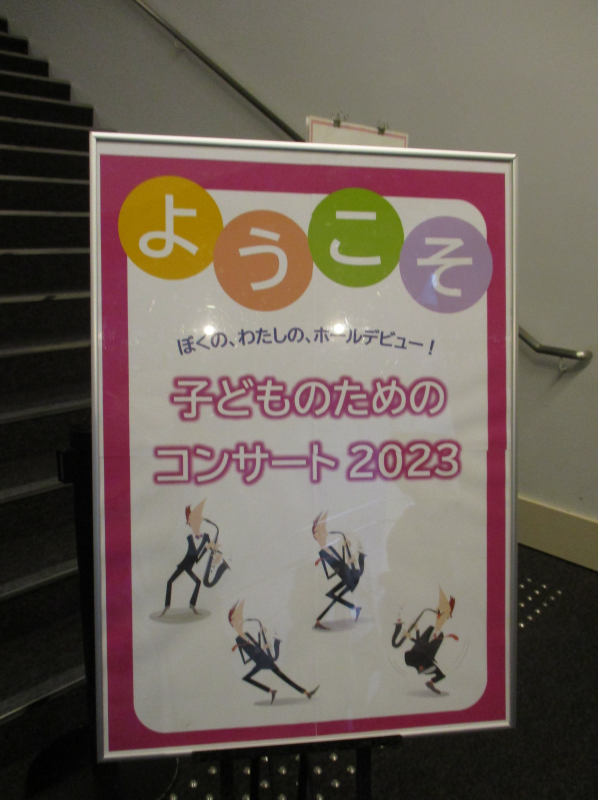 ようこそ
ぼくの、わたしの、ホールデビュー!
子どものための
コンサート 2023